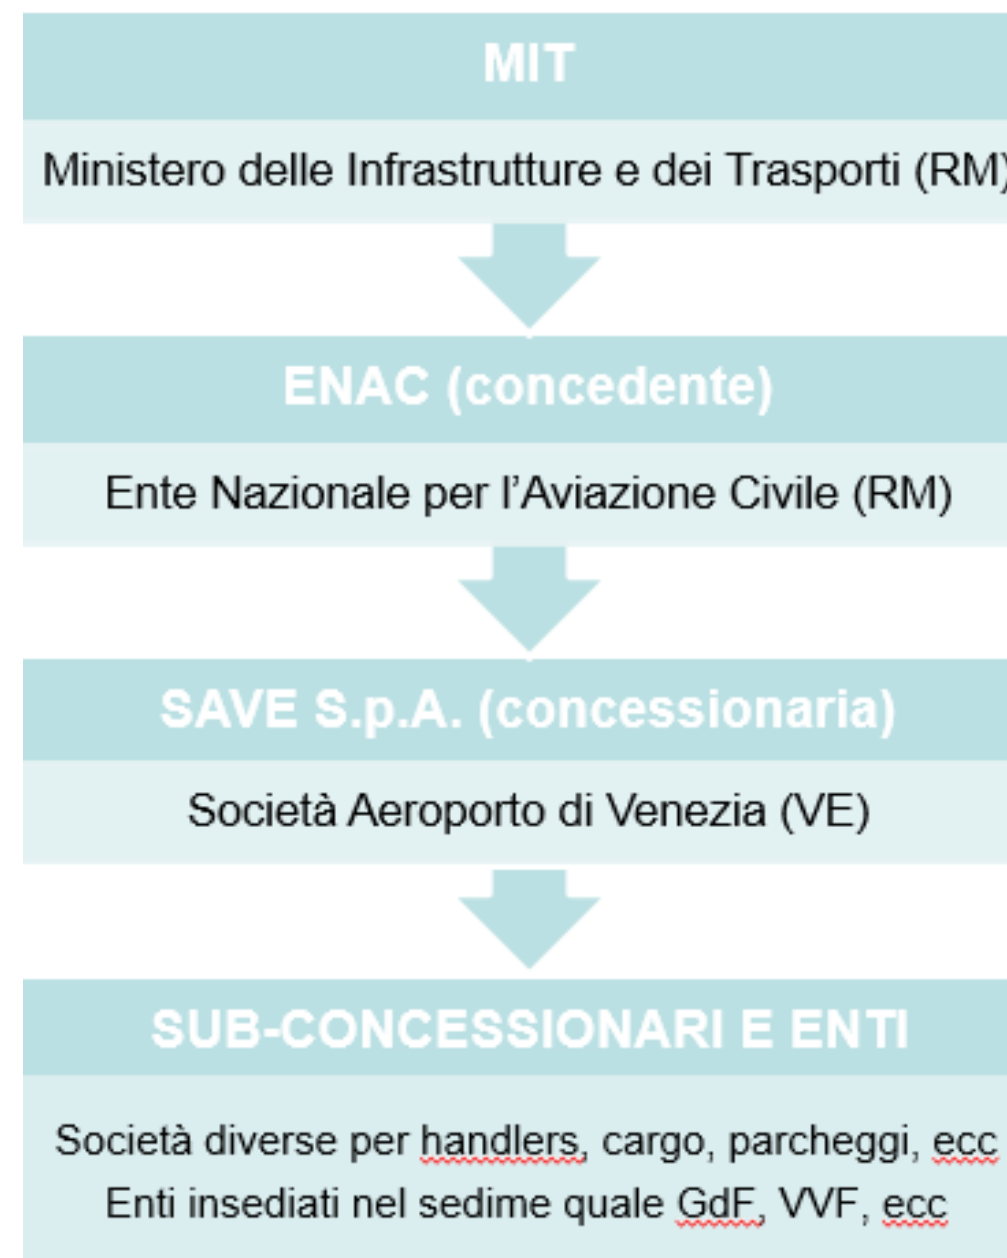 MIT
Ministero delle Infrastrutture e dei Trasporti (RM)
ENAC (concedente)
Ente Nazionale per l’Aviazione Civile (RM)
SAVE S.p.A. (concessionaria)
Società Aeroporto di Venezia (VE)
SUB-CONCESSIONARI E ENTI
Società diverse per handlers, cargo, parcheggi, ecc
Enti insediati nel sedime quale GdF, VVF, ecc